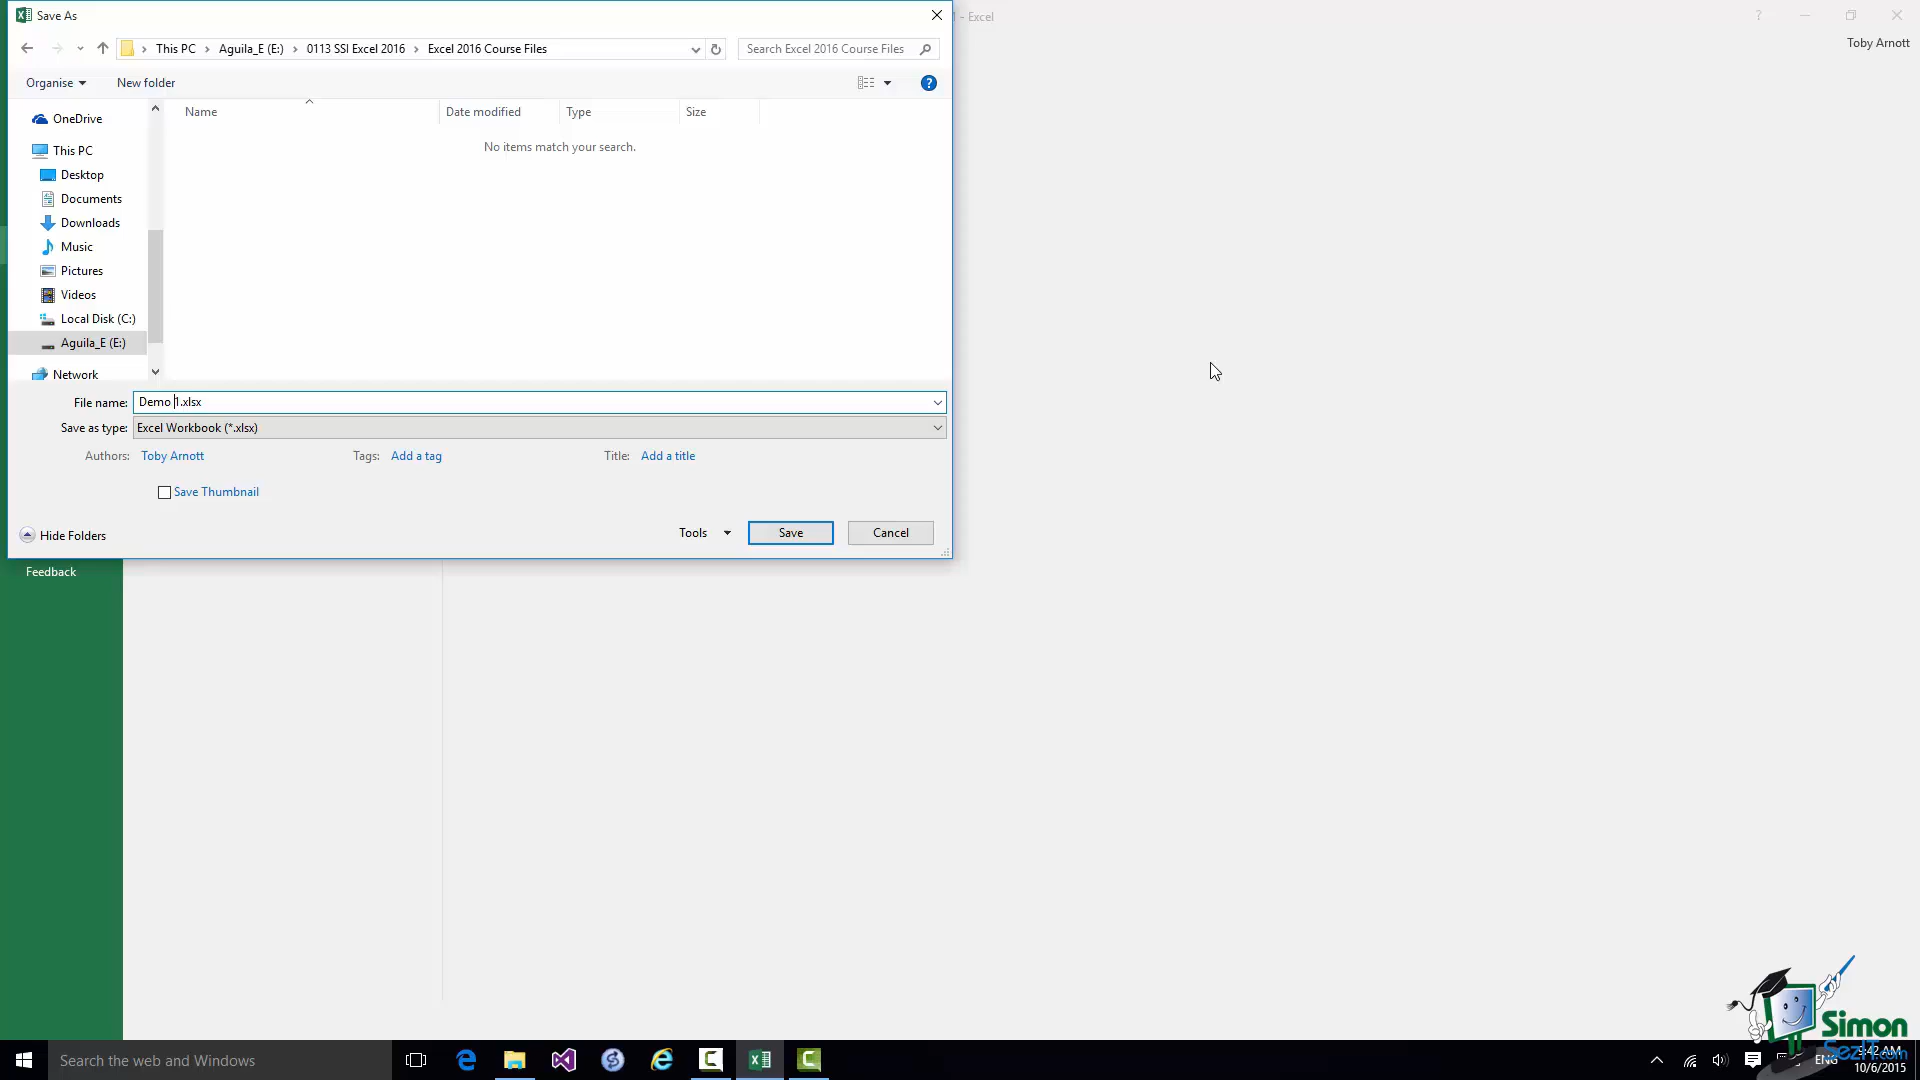 Save As
- Excel
Toby Arnott
This PC
Aguila_E (E:)
0113 SSI Excel 2016
Excel 2016 Course Files
Search Excel 2016 Course Files
Organise
New folder
Name
Date modified
Type
Size
No items match your search.
OneDrive
This PC
Desktop
Documents
Downloads
Music
Pictures
Videos
Local Disk (C:)
Aguila_E (E:)
Network
File name:
Demo 1.xlsx
Save as type:
Excel Workbook (*.xlsx)
Authors:
Toby Arnott
Tags:
Add a tag
Title:
Add a title
Save Thumbnail
Hide Folders
Tools
Save
Cancel
Feedback
Simon
SezIT.com
Search the web and Windows
ENG
10/6/2015